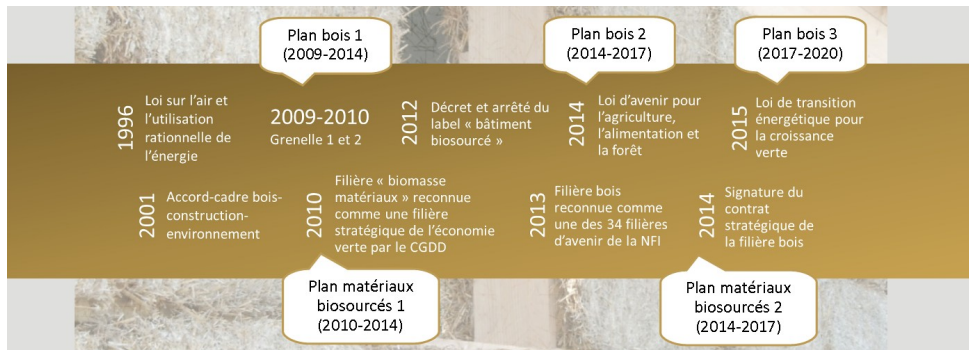 Plan bois 1
(2009-2014)
Plan bois 2
(2014-2017)
Plan bois 3
(2017-2020)
1996
Loi sur l’air et
l’utilisation
rationnelle de
l’énergie
2009-2010
Grenelle 1 et 2
2012
Décret et arrêté du
label « bâtiment
biosourcé »
2014
Loi d’avenir pour
l’agriculture,
l’alimentation et
la forêt
2015
Loi de transition
énergétique pour
la croissance
verte
2001
Accord-cadre bois-
construction-
environnement
2010
Filière « biomasse
matériaux » reconnue
comme une filière
stratégique de l’économie
verte par le CGDD
2013
Filière bois
reconnue comme
une des 34 filières
d’avenir de la NFI
2014
Signature du
contrat
stratégique de
la filière bois
Plan matériaux
biosourcés 1
(2010-2014)
Plan matériaux
biosourcés 2
(2014-2017)